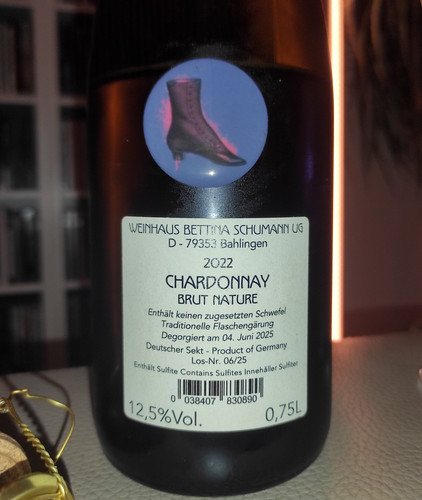 WEINHAUS BETTINA SCHUMANN UG
D - 79353 Bahlingen
2022
CHARDONNAY
BRUT NATURE
Enthält keinen zugesetzten Schwefel
Traditionelle Flaschengärung
Degorgiert am 04. Juni 2025
Deutscher Sekt - Product of Germany
Los-Nr. 06/25
Enthält Sulfite Contains Sulfites Innehåller Sulfiter
0 038407 830890
12,5%Vol. 0,75L